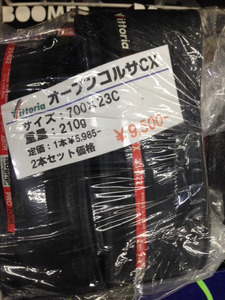 BOOMER
Vittoria オープンコルサCX
サイズ：700×23C
重量：210g
定価：1本¥5,985-
2本セット価格
¥9,500-